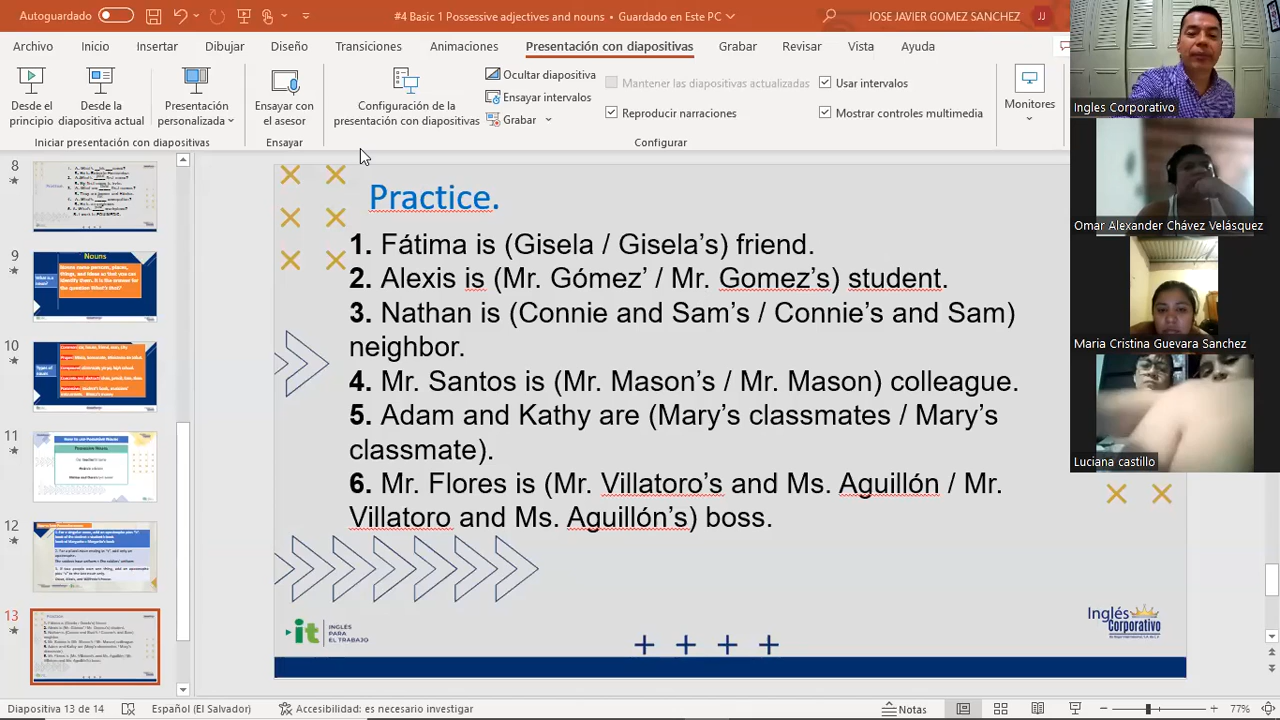 Autoguardado
#4 Basic 1 Possessive adjectives and nouns • Guardado en Este PC
JOSE JAVIER GOMEZ SANCHEZ
JJ
Archivo Inicio Insertar Dibujar Diseño Transiciones Animaciones Presentación con diapositivas Grabar Revisar Vista Ayuda
Desde el principio
Desde la diapositiva actual
Presentación personalizada
Ensayar con el asesor
Configuración de la presentación con diapositivas
Ocultar diapositiva
Ensayar intervalos
Grabar
Mantener las diapositivas actualizadas
Reproducir narraciones
Usar intervalos
Mostrar controles multimedia
Monitores
Iniciar presentación con diapositivas
Ensayar
Configurar
Ingles Corporativo
Omar Alexander Chávez Velásquez
Maria Cristina Guevara Sanchez
Luciana castillo
8
9
Nouns
10
11
12
13
Practice.
1. Fátima is (Gisela / Gisela’s) friend.
2. Alexis is (Mr. Gómez’ / Mr. Gomez’s) student.
3. Nathan is (Connie and Sam’s / Connie’s and Sam)
neighbor.
4. Mr. Santos is (Mr. Mason’s / Mr. Mason) colleague.
5. Adam and Kathy are (Mary’s classmates / Mary’s
classmate).
6. Mr. Flores is (Mr. Villatoro’s and Ms. Aguillón / Mr.
Villatoro and Ms. Aguillón’s) boss.
INGLÉS
PARA
EL TRABAJO
Inglés
Corporativo
Diapositiva 13 de 14
Español (El Salvador)
Accesibilidad: es necesario investigar
Notas
77%